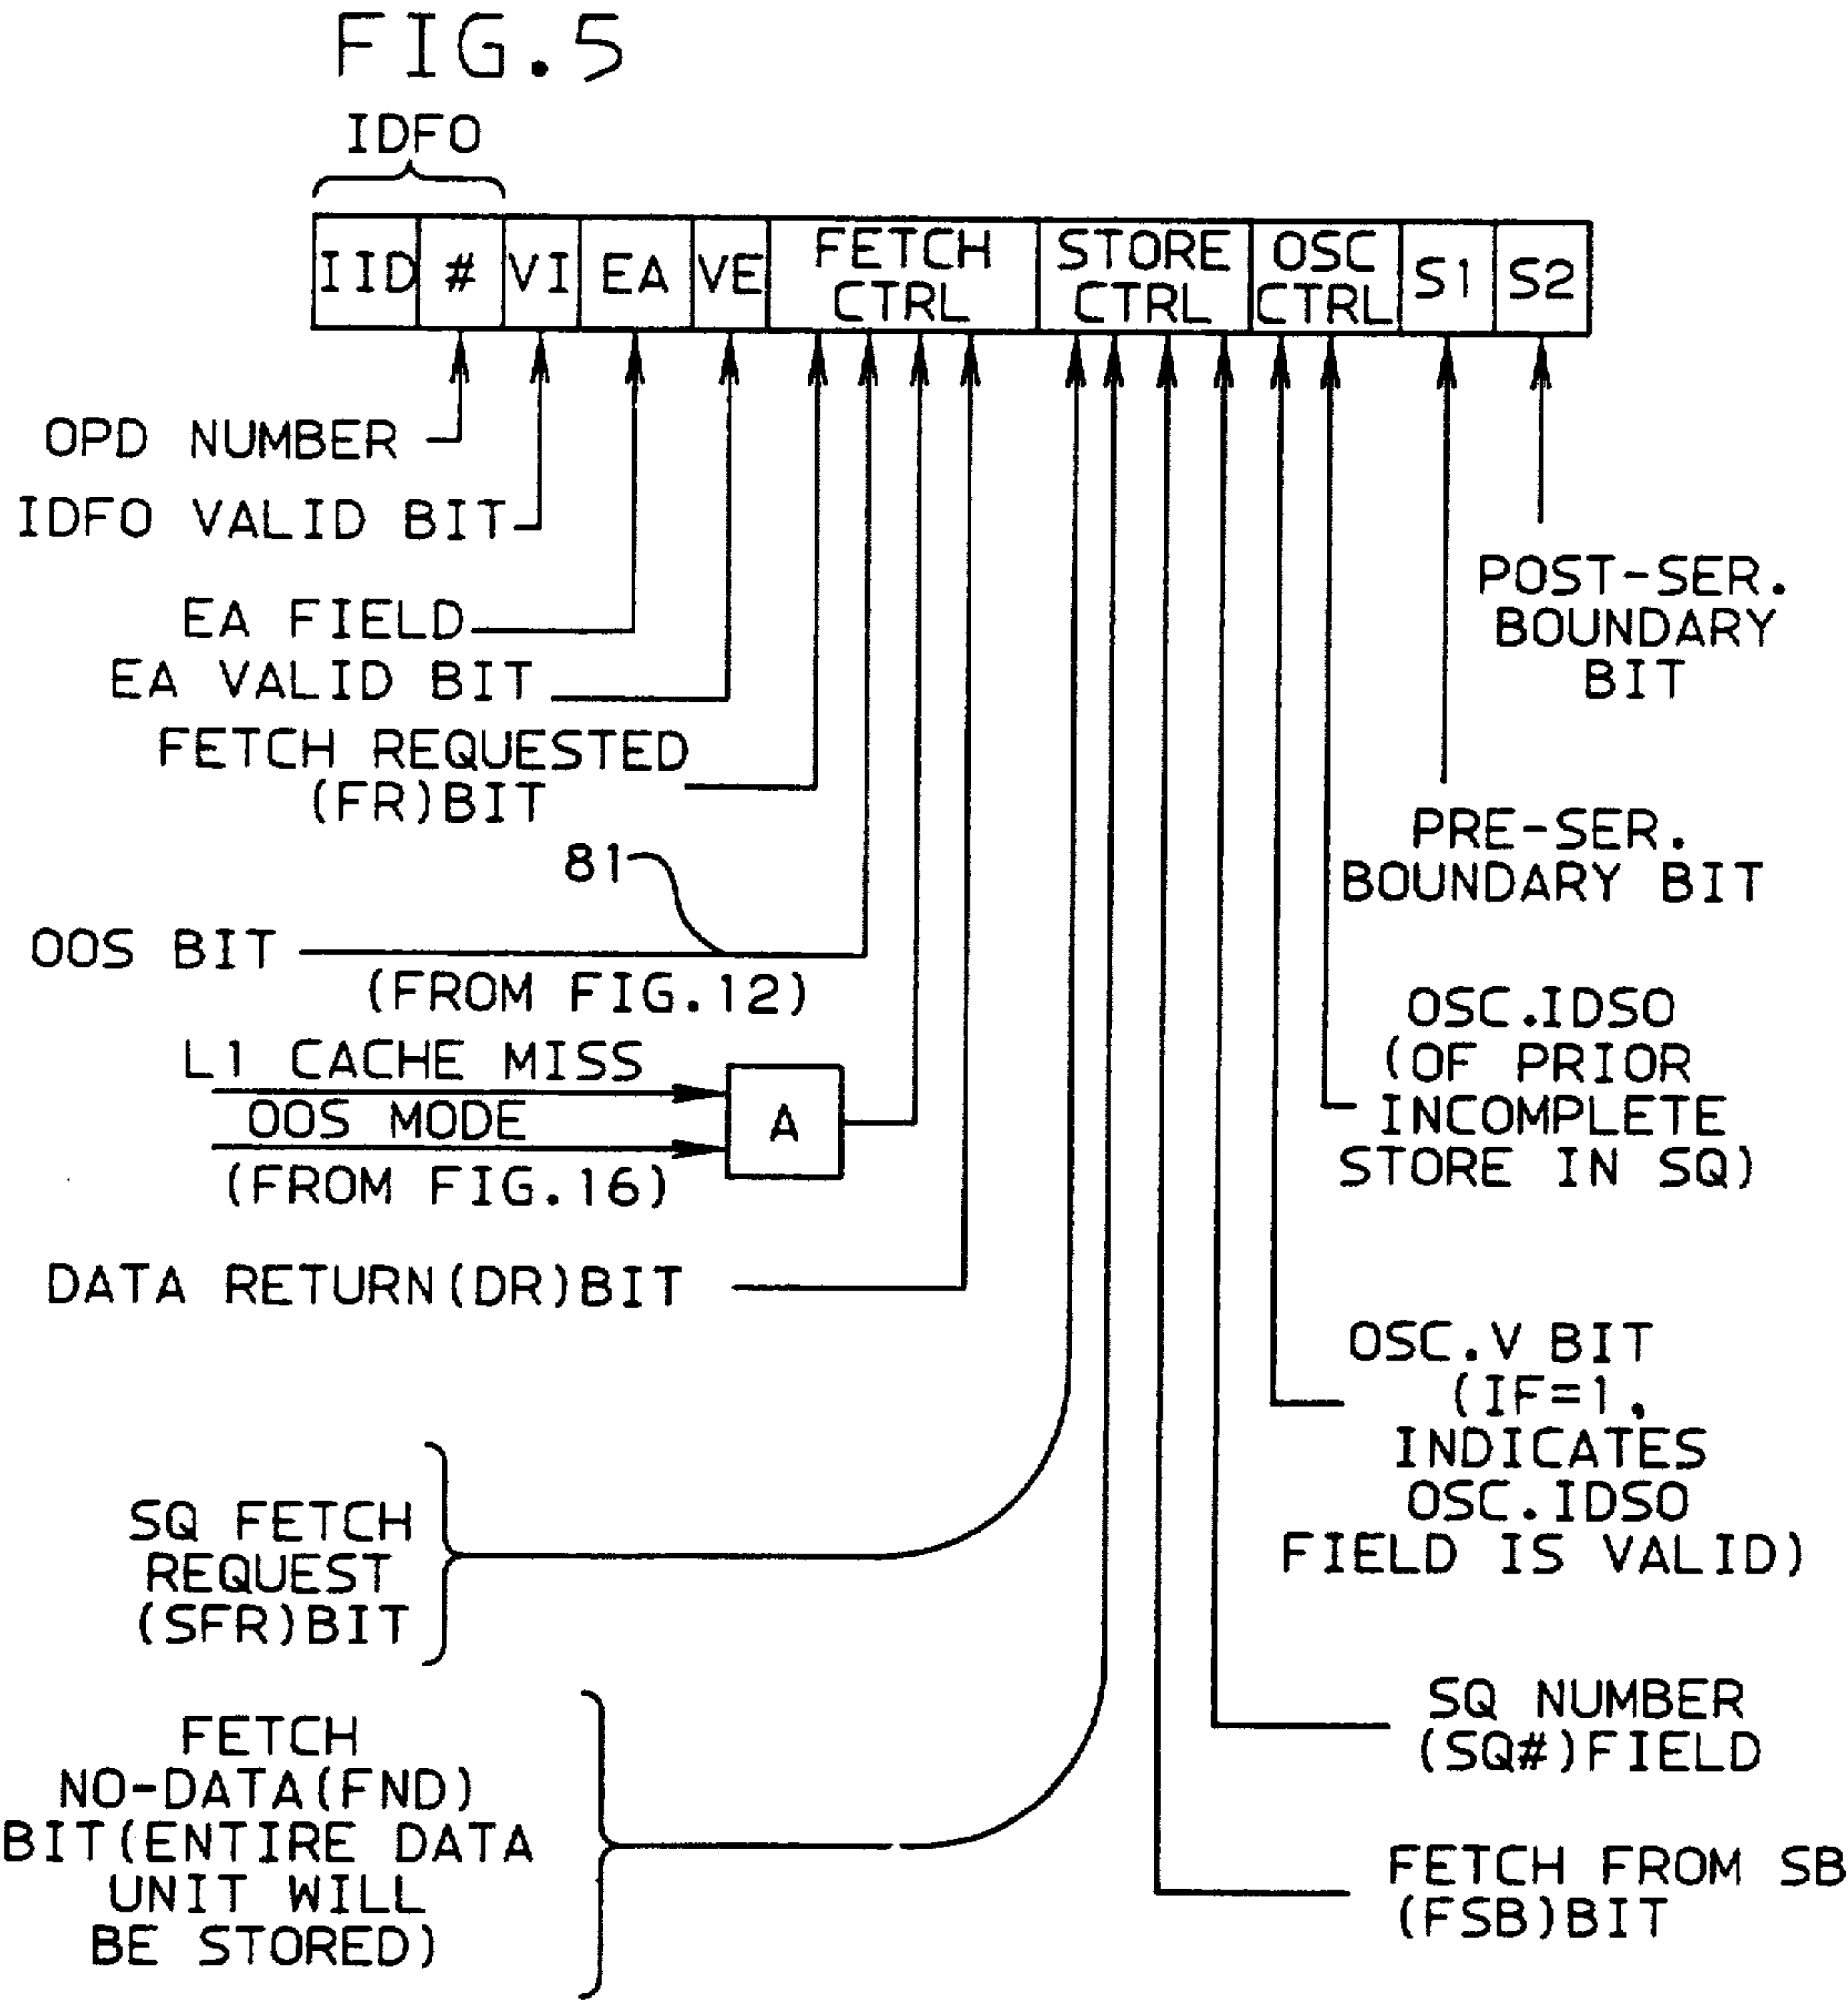 FIG.5
IDFO
IID # VI EA VE FETCH CTRL STORE CTRL OSC CTRL S1 S2
OPD NUMBER
IDFO VALID BIT
EA FIELD
EA VALID BIT
FETCH REQUESTED
(FR)BIT
81
OOS BIT
(FROM FIG.12)
L1 CACHE MISS
OOS MODE
(FROM FIG.16)
A
DATA RETURN(DR)BIT
SQ FETCH
REQUEST
(SFR)BIT
FETCH
NO-DATA(FND)
BIT(ENTIRE DATA
UNIT WILL
BE STORED)
POST-SER.
BOUNDARY
BIT
PRE-SER.
BOUNDARY BIT
OSC.IDSO
(OF PRIOR
INCOMPLETE
STORE IN SQ)
OSC.V BIT
(IF=1.
INDICATES
OSC.IDSO
FIELD IS VALID)
SQ NUMBER
(SQ#)FIELD
FETCH FROM SB
(FSB)BIT